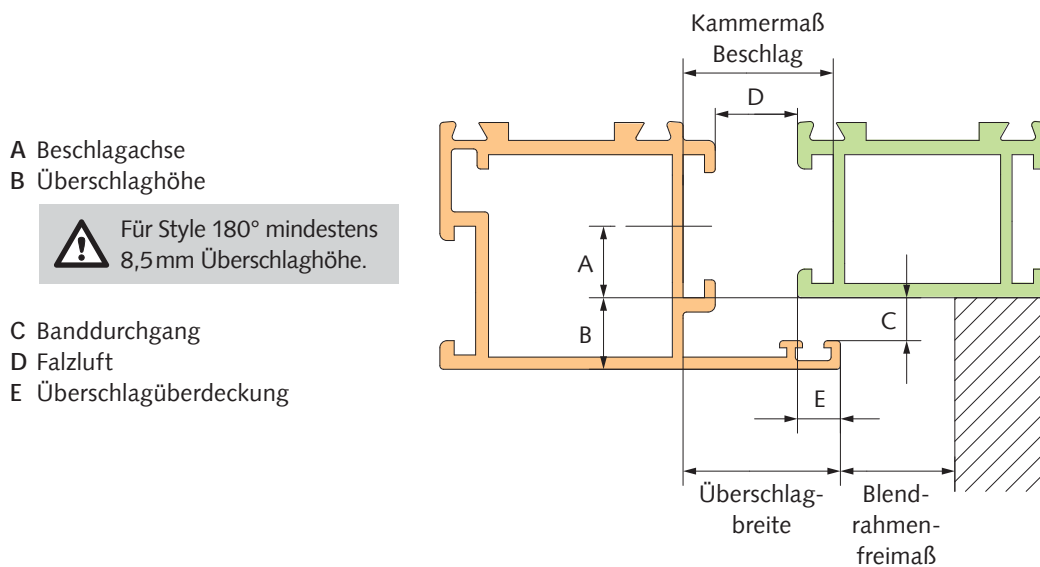 Kammermaß
Beschlag
D
A Beschlagachse
B Überschlaghöhe
Für Style 180° mindestens
8,5 mm Überschlaghöhe.
C Banddurchgang
D Falzluft
E Überschlagüberdeckung
A
B
C
E
Überschlag-
breite
Blend-
rahmen-
freimaß